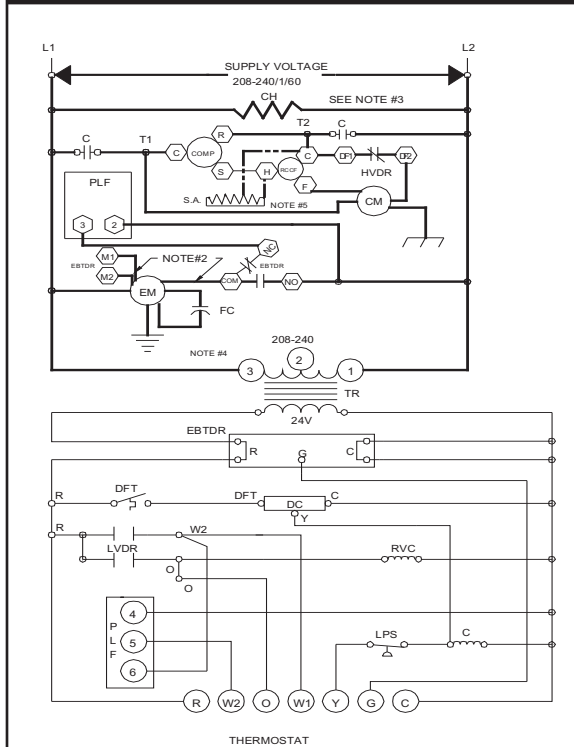 L1 L2
SUPPLY VOLTAGE
208-240/1/60
CH SEE NOTE #3
C T1 R T2 C
C COMP C DF1 DF2
S H RCCF HVDR
PLF F
S.A. NOTE #5 CM
3 2
NC
M1 NOTE#2
EBTDR COM EBTDR NO
M2
EM FC
208-240
NOTE #4 3 2 1
TR
24V
EBTDR
R G C
DFT DFT C
R DC
Y
R W2
LVDR RVC
O
O
4
P
L 5 LPS C
F
6
R W2 O W1 Y G C
THERMOSTAT